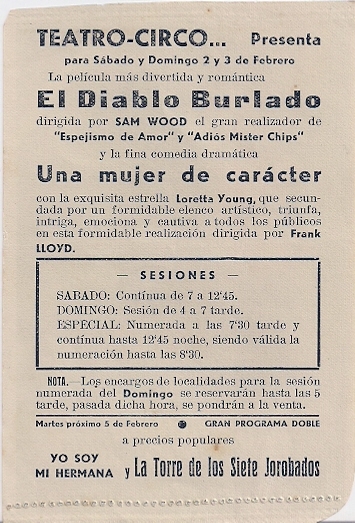 TEATRO-CIRCO... Presenta
para Sábado y Domingo 2 y 3 de Febrero
La película más divertida y romántica
El Diablo Burlado
dirigida por SAM WOOD el gran realizador de
"Espejismo de Amor" y "Adiós Mister Chips"
y la fina comedia dramática
Una mujer de carácter
con la exquisita estrella Loretta Young, que secun-
dada por un formidable elenco artístico, triunfa,
intriga, emociona y cautiva a todos los públicos
en esta formidable realización dirigida por Frank
LLOYD.
— SESIONES —
SABADO: Contínua de 7 a 12'45.
DOMINGO: Sesión de 4 a 7 tarde.
ESPECIAL: Numerada a las 7'30 tarde y
contínua hasta 12'45 noche, siendo válida la
numeración hasta las 8'30.
NOTA.—Los encargos de localidades para la sesión
numerada del Domingo se reservarán hasta las 5
tarde, pasada dicha hora, se pondrán a la venta.
Martes próximo 5 de Febrero ● GRAN PROGRAMA DOBLE
a precios populares
YO SOY
MI HERMANA y La Torre de los Siete Jorobados